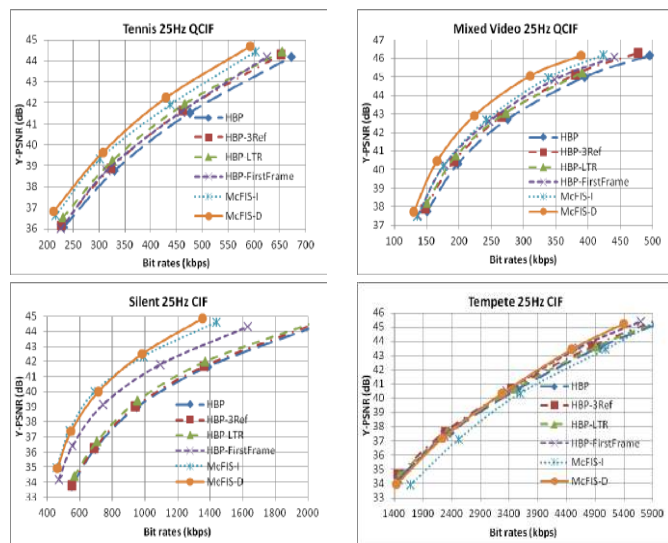 Tennis 25Hz QCIF
Y-PSNR (dB)
45
44
43
42
41
40
39
38
37
36
200 250 300 350 400 450 500 550 600 650 700
Bit rates (kbps)
HBP
HBP-3Ref
HBP-LTR
HBP-FirstFrame
McFIS-I
McFIS-D
Mixed Video 25Hz QCIF
Y-PSNR (dB)
47
46
45
44
43
42
41
40
39
38
37
100 150 200 250 300 350 400 450 500
Bit rates (kbps)
HBP
HBP-3Ref
HBP-LTR
HBP-FirstFrame
McFIS-I
McFIS-D
Silent 25Hz CIF
Y-PSNR (dB)
45
44
43
42
41
40
39
38
37
36
35
34
33
400 600 800 1000 1200 1400 1600 1800 2000
Bit rates (kbps)
HBP
HBP-3Ref
HBP-LTR
HBP-FirstFrame
McFIS-I
McFIS-D
Tempete 25Hz CIF
Y-PSNR (dB)
46
45
44
43
42
41
40
39
38
37
36
35
34
33
1400 1900 2400 2900 3400 3900 4400 4900 5400 5900
Bit rates (kbps)
HBP
HBP-3Ref
HBP-LTR
HBP-FirstFrame
McFIS-I
McFIS-D